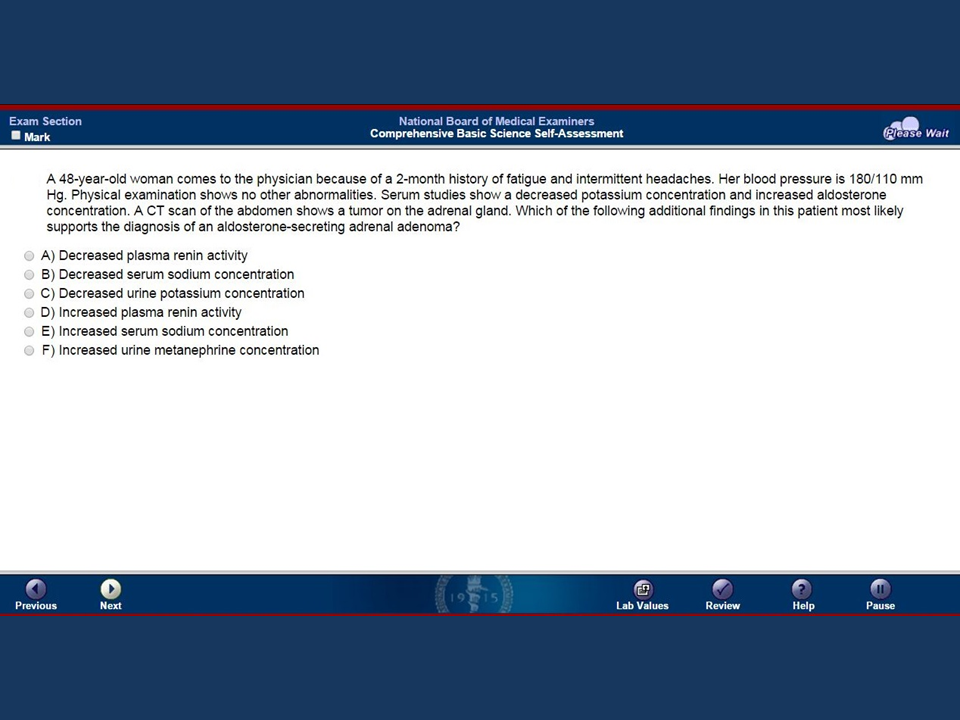 Exam Section
Mark
National Board of Medical Examiners
Comprehensive Basic Science Self-Assessment
Please Wait
A 48-year-old woman comes to the physician because of a 2-month history of fatigue and intermittent headaches. Her blood pressure is 180/110 mm
Hg. Physical examination shows no other abnormalities. Serum studies show a decreased potassium concentration and increased aldosterone
concentration. A CT scan of the abdomen shows a tumor on the adrenal gland. Which of the following additional findings in this patient most likely
supports the diagnosis of an aldosterone-secreting adrenal adenoma?
A) Decreased plasma renin activity
B) Decreased serum sodium concentration
C) Decreased urine potassium concentration
D) Increased plasma renin activity
E) Increased serum sodium concentration
F) Increased urine metanephrine concentration
Previous
Next
1915
Lab Values
Review
Help
Pause